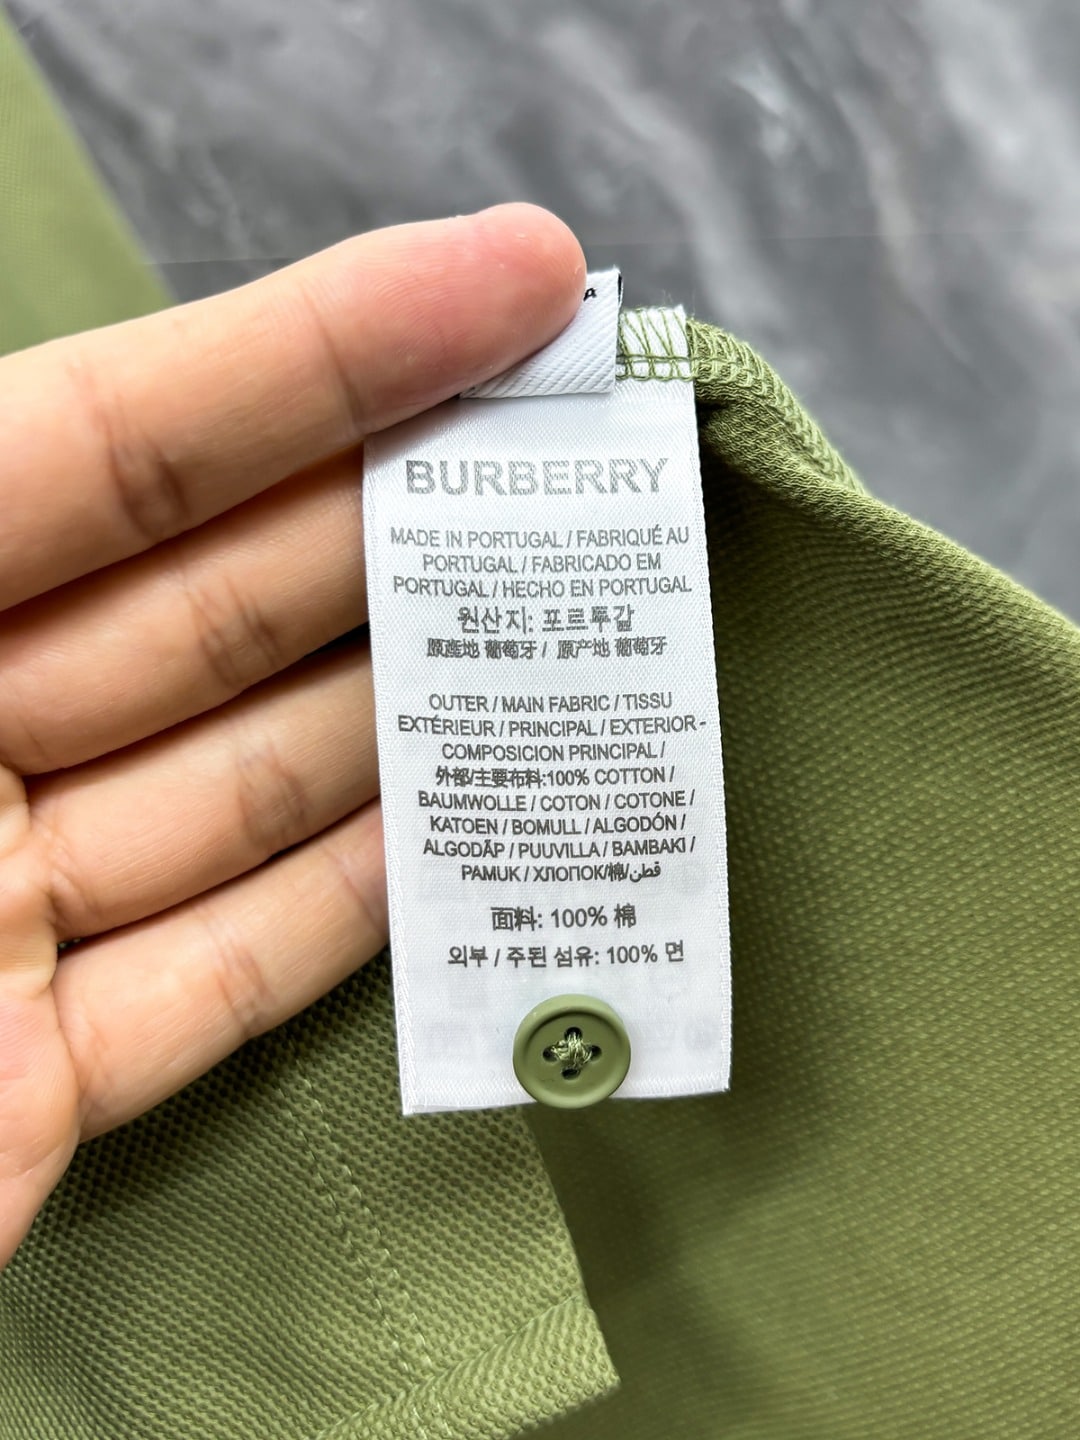 A
BURBERRY
MADE IN PORTUGAL / FABRIQUÉ AU
PORTUGAL / FABRICADO EM
PORTUGAL / HECHO EN PORTUGAL
원산지: 포르투갈
原産地 葡萄牙 / 原产地 葡萄牙
OUTER / MAIN FABRIC / TISSU
EXTÉRIEUR / PRINCIPAL / EXTERIOR -
COMPOSICION PRINCIPAL /
外部/主要布料:100% COTTON /
BAUMWOLLE / COTON / COTONE /
KATOEN / BOMULL / ALGODÓN /
ALGODÃP / PUUVILLA / BAMBAKI /
PAMUK / ХЛОПОК/棉/قطن
面料: 100% 棉
외부 / 주된 섬유: 100% 면